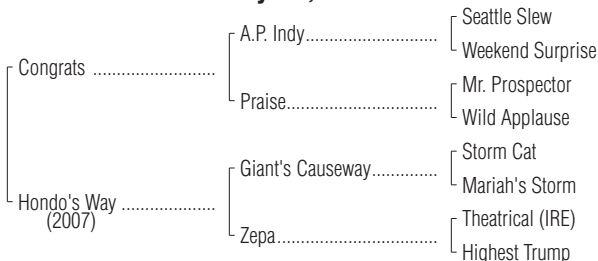 Seattle Slew
A.P. Indy
Weekend Surprise
Congrats
Mr. Prospector
Praise
Wild Applause
Storm Cat
Giant's Causeway
Mariah's Storm
Hondo's Way
(2007)
Theatrical (IRE)
Zepa
Highest Trump